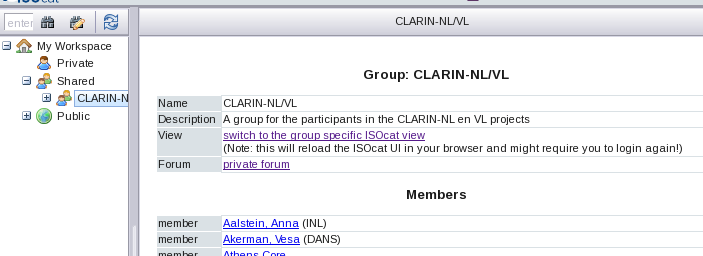 enter
CLARIN-NL/VL
My Workspace
Private
Shared
CLARIN-N
Public
Group: CLARIN-NL/VL
Name CLARIN-NL/VL
Description A group for the participants in the CLARIN-NL en VL projects
View switch to the group specific ISOcat view
(Note: this will reload the ISOcat UI in your browser and might require you to login again!)
Forum private forum
Members
member Aalstein, Anna (INL)
member Akerman, Vesa (DANS)
member Athens Core